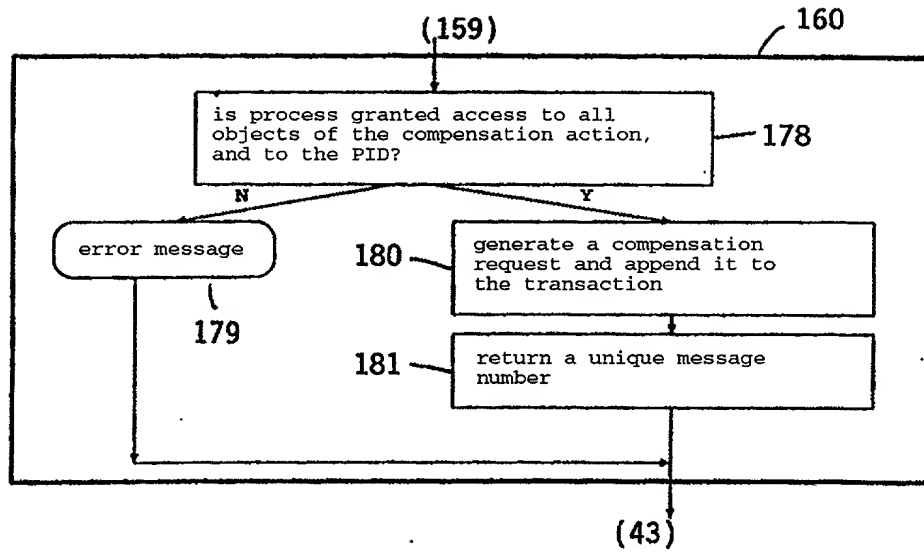 (159)
160
is process granted access to all
objects of the compensation action,
and to the PID?
178
N
Y
error message
179
180
generate a compensation
request and append it to
the transaction
181
return a unique message
number
(43)